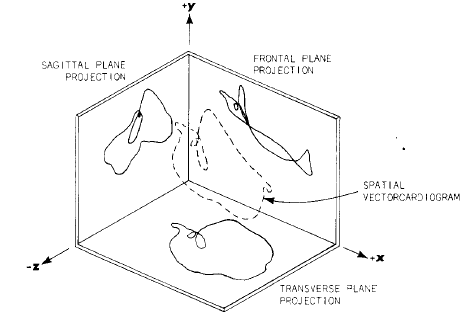 +y
SAGITTAL PLANE
PROJECTION
FRONTAL PLANE
PROJECTION
SPATIAL
VECTORCARDIOGRAM
-z
+x
TRANSVERSE PLANE
PROJECTION